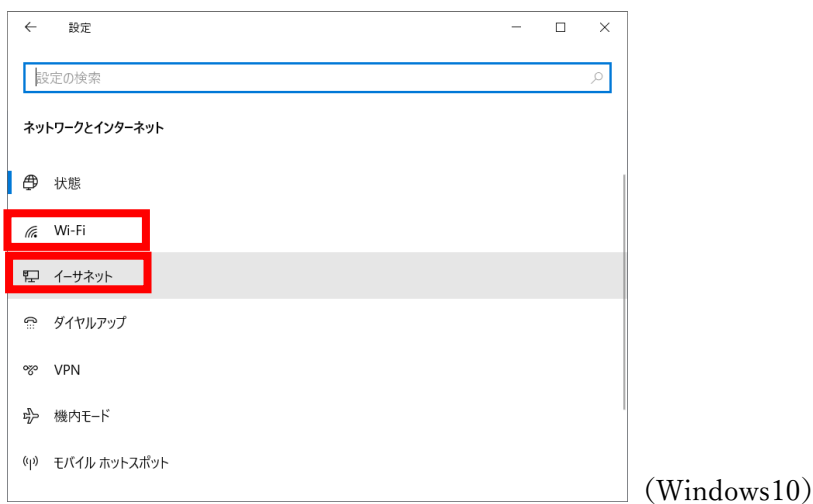 設定
設定の検索
ネットワークとインターネット
状態
Wi-Fi
イーサネット
ダイヤルアップ
VPN
機内モード
モバイル ホットスポット
（Windows10）